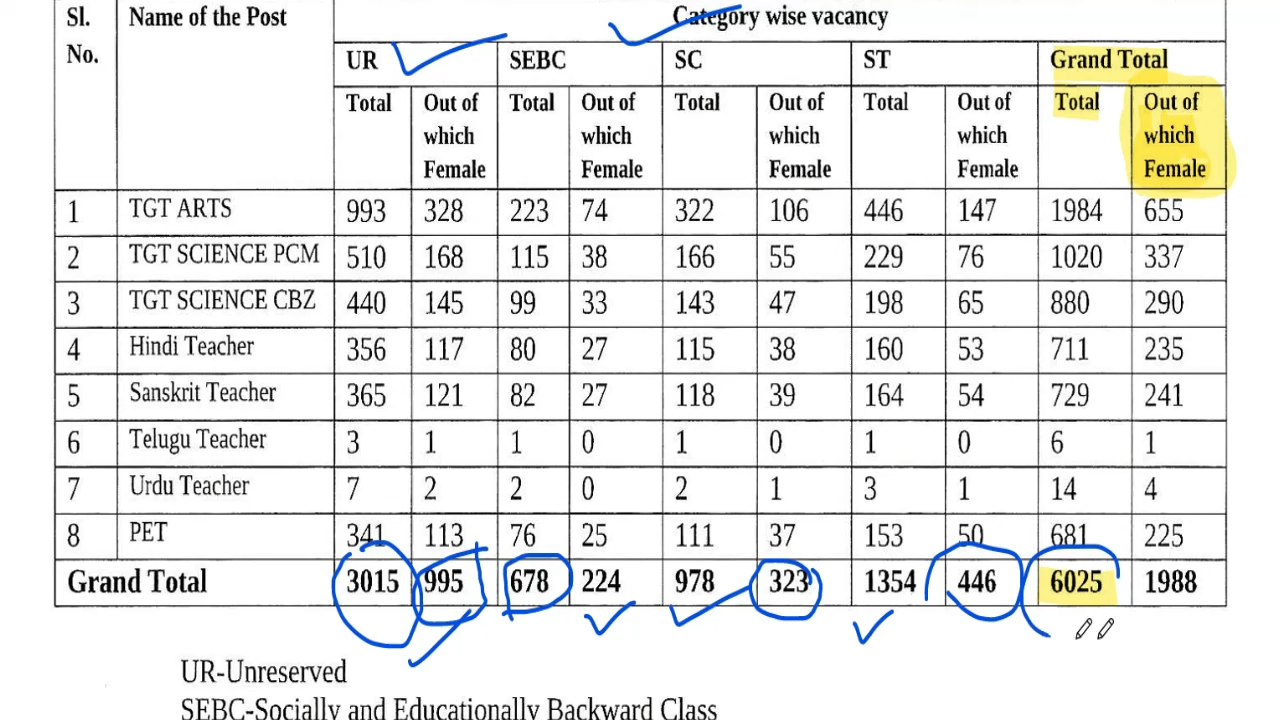 Sl. No. Name of the Post Category wise vacancy
UR SEBC SC ST Grand Total
Total Out of which Female Total Out of which Female Total Out of which Female Total Out of which Female Total Out of which Female
1 TGT ARTS 993 328 223 74 322 106 446 147 1984 655
2 TGT SCIENCE PCM 510 168 115 38 166 55 229 76 1020 337
3 TGT SCIENCE CBZ 440 145 99 33 143 47 198 65 880 290
4 Hindi Teacher 356 117 80 27 115 38 160 53 711 235
5 Sanskrit Teacher 365 121 82 27 118 39 164 54 729 241
6 Telugu Teacher 3 1 1 0 1 0 1 0 6 1
7 Urdu Teacher 7 2 2 0 2 1 3 1 14 4
8 PET 341 113 76 25 111 37 153 50 681 225
Grand Total 3015 995 678 224 978 323 1354 446 6025 1988
UR-Unreserved
SEBC-Socially and Educationally Backward Class